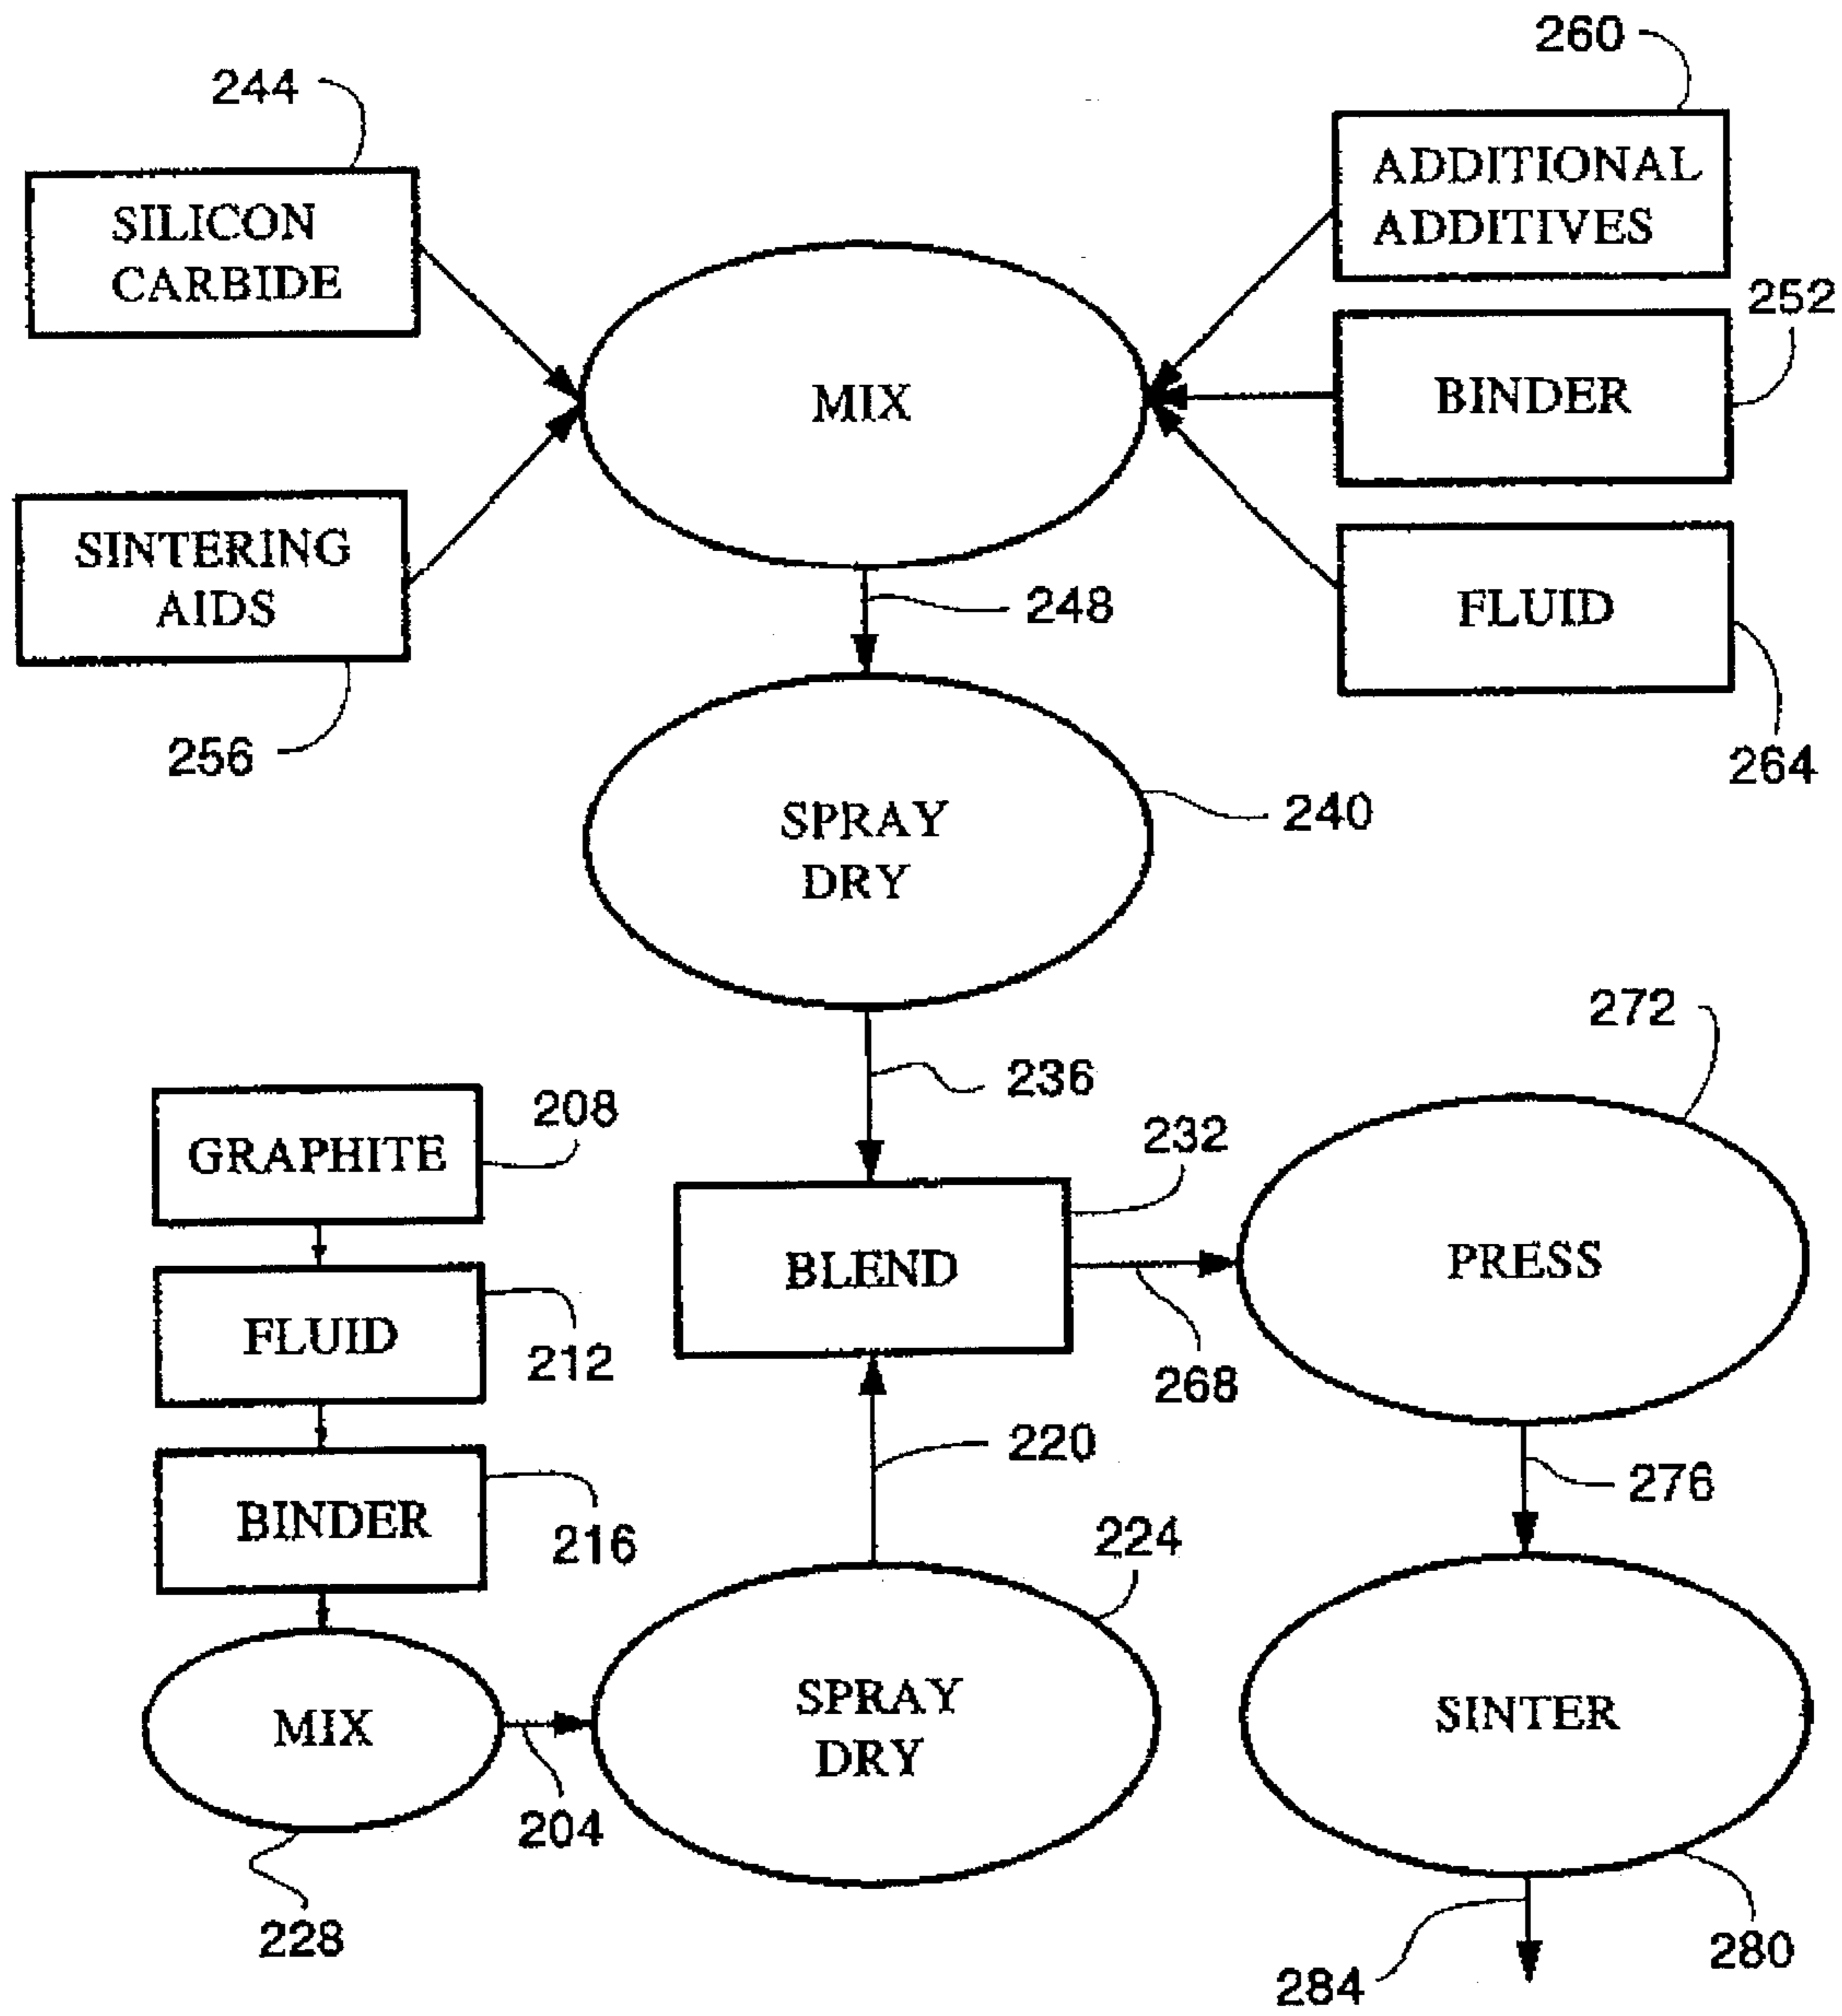 260
244
ADDITIONAL
ADDITIVES
SILICON
CARBIDE
252
MIX
BINDER
SINTERING
AIDS
248
FLUID
256
264
SPRAY
DRY
240
272
236
208
GRAPHITE
232
BLEND
PRESS
FLUID
212
268
220
276
BINDER
216
224
MIX
SPRAY
DRY
SINTER
204
228
284
280